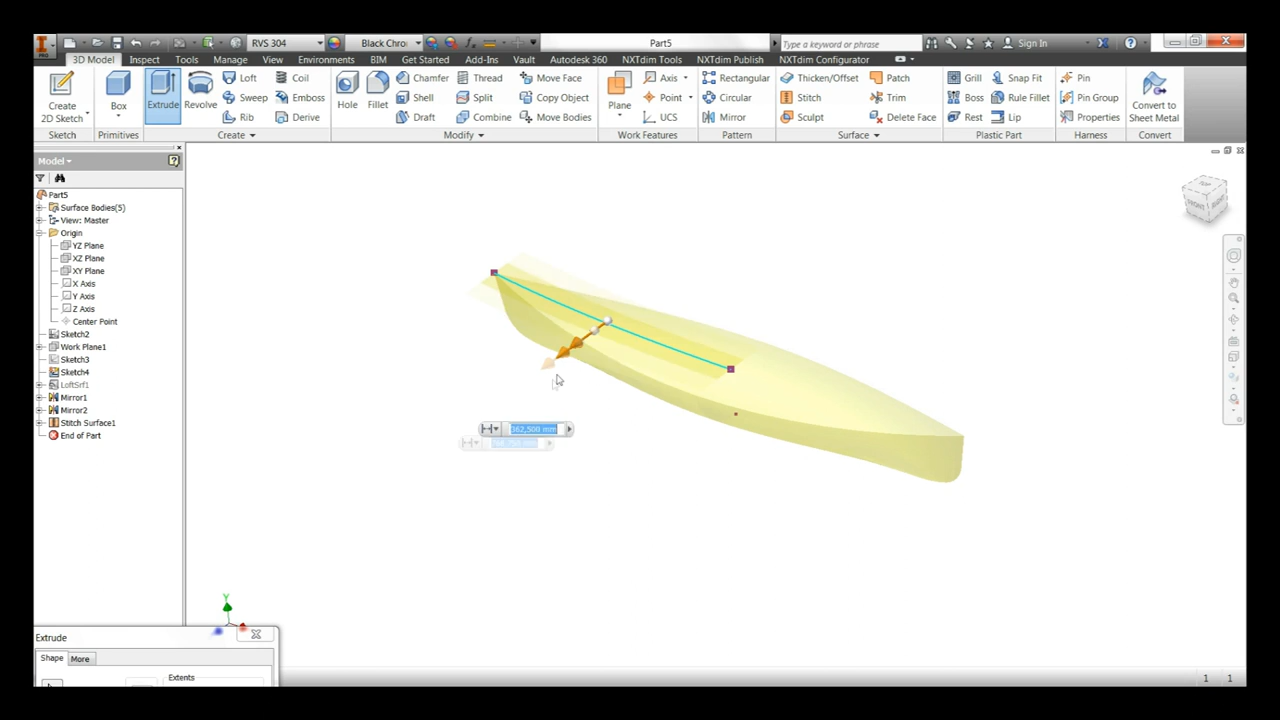 PRO
RVS 304
Black Chro
Part5
Type a keyword or phrase
Sign In
3D Model
Inspect
Tools
Manage
View
Environments
BIM
Get Started
Add-Ins
Vault
Autodesk 360
NXTdim Tools
NXTdim Publish
NXTdim Configurator
Create
2D Sketch
Sketch
Box
Primitives
Extrude
Revolve
Loft
Sweep
Rib
Coil
Emboss
Derive
Create
Hole
Fillet
Chamfer
Shell
Draft
Thread
Split
Combine
Move Face
Copy Object
Move Bodies
Modify
Plane
Axis
Point
UCS
Work Features
Rectangular
Circular
Mirror
Pattern
Thicken/Offset
Stitch
Sculpt
Patch
Trim
Delete Face
Surface
Grill
Boss
Rest
Snap Fit
Rule Fillet
Lip
Plastic Part
Pin
Pin Group
Properties
Harness
Convert to
Sheet Metal
Convert
Model
Part5
Surface Bodies(5)
View: Master
Origin
YZ Plane
XZ Plane
XY Plane
X Axis
Y Axis
Z Axis
Center Point
Sketch2
Work Plane1
Sketch3
Sketch4
LoftSrf1
Mirror1
Mirror2
Stitch Surface1
End of Part
TOP
FRONT
RIGHT
362,500 mm
Y
Extrude
Shape
More
Extents
1
1